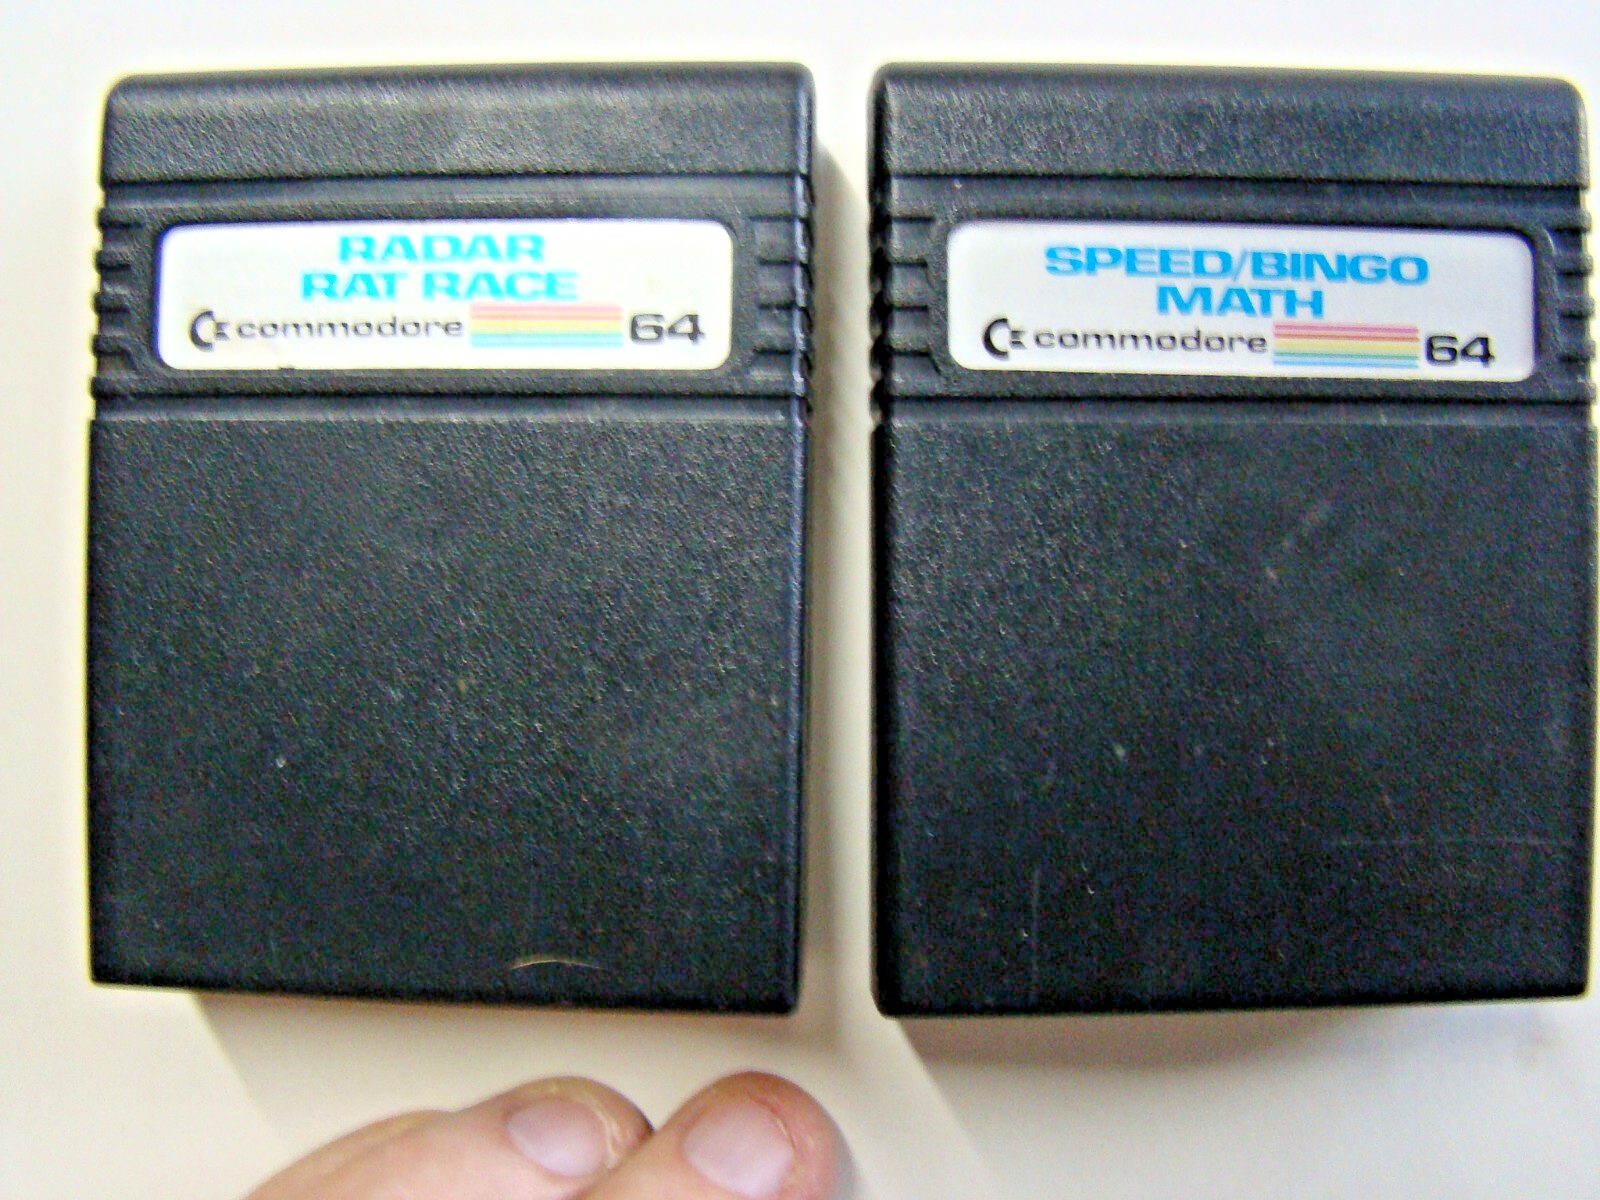 RADAR
RAT RACE
commodore 64
SPEED/BINGO
MATH
commodore 64